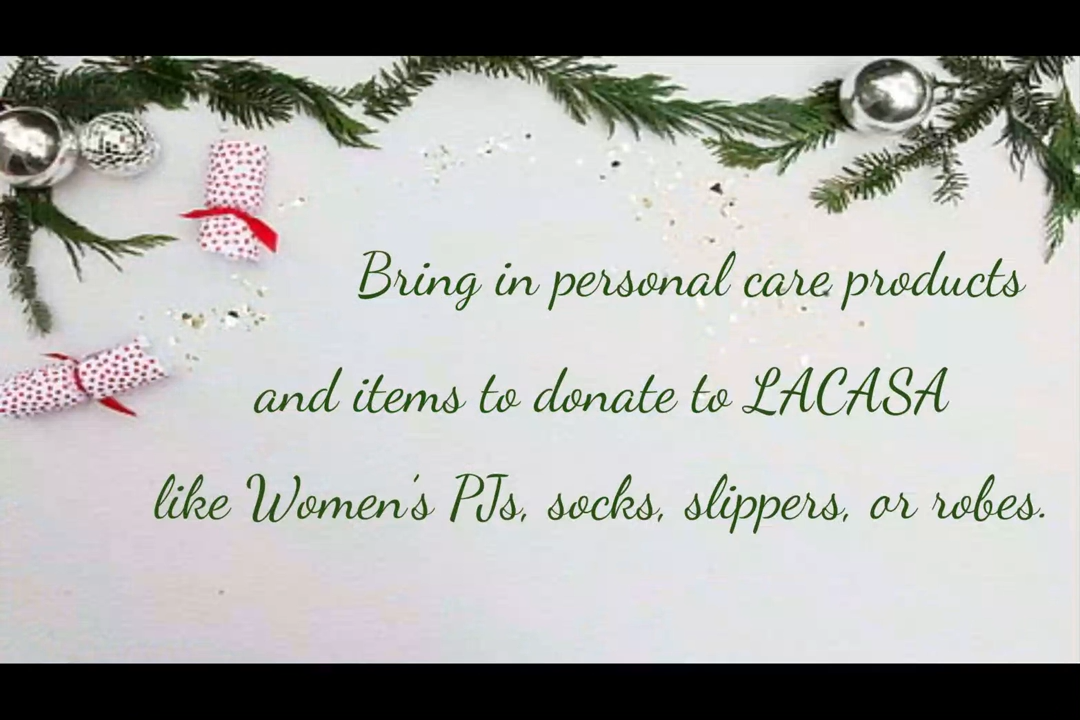 Bring in personal care products
and items to donate to LACASA
like Women's PJs, socks, slippers, or robes.